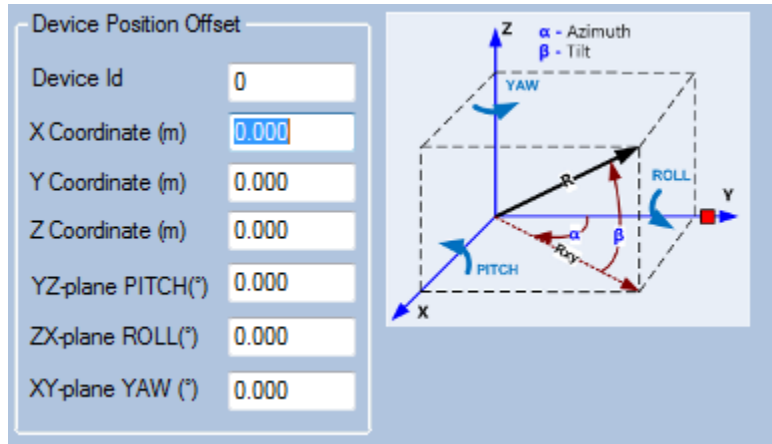 Device Position Offset
Device Id 0
X Coordinate (m) 0.000
Y Coordinate (m) 0.000
Z Coordinate (m) 0.000
YZ-plane PITCH(°) 0.000
ZX-plane ROLL(°) 0.000
XY-plane YAW (°) 0.000
Z
α - Azimuth
β - Tilt
YAW
R
ROLL
Y
α
β
Rxy
PITCH
X